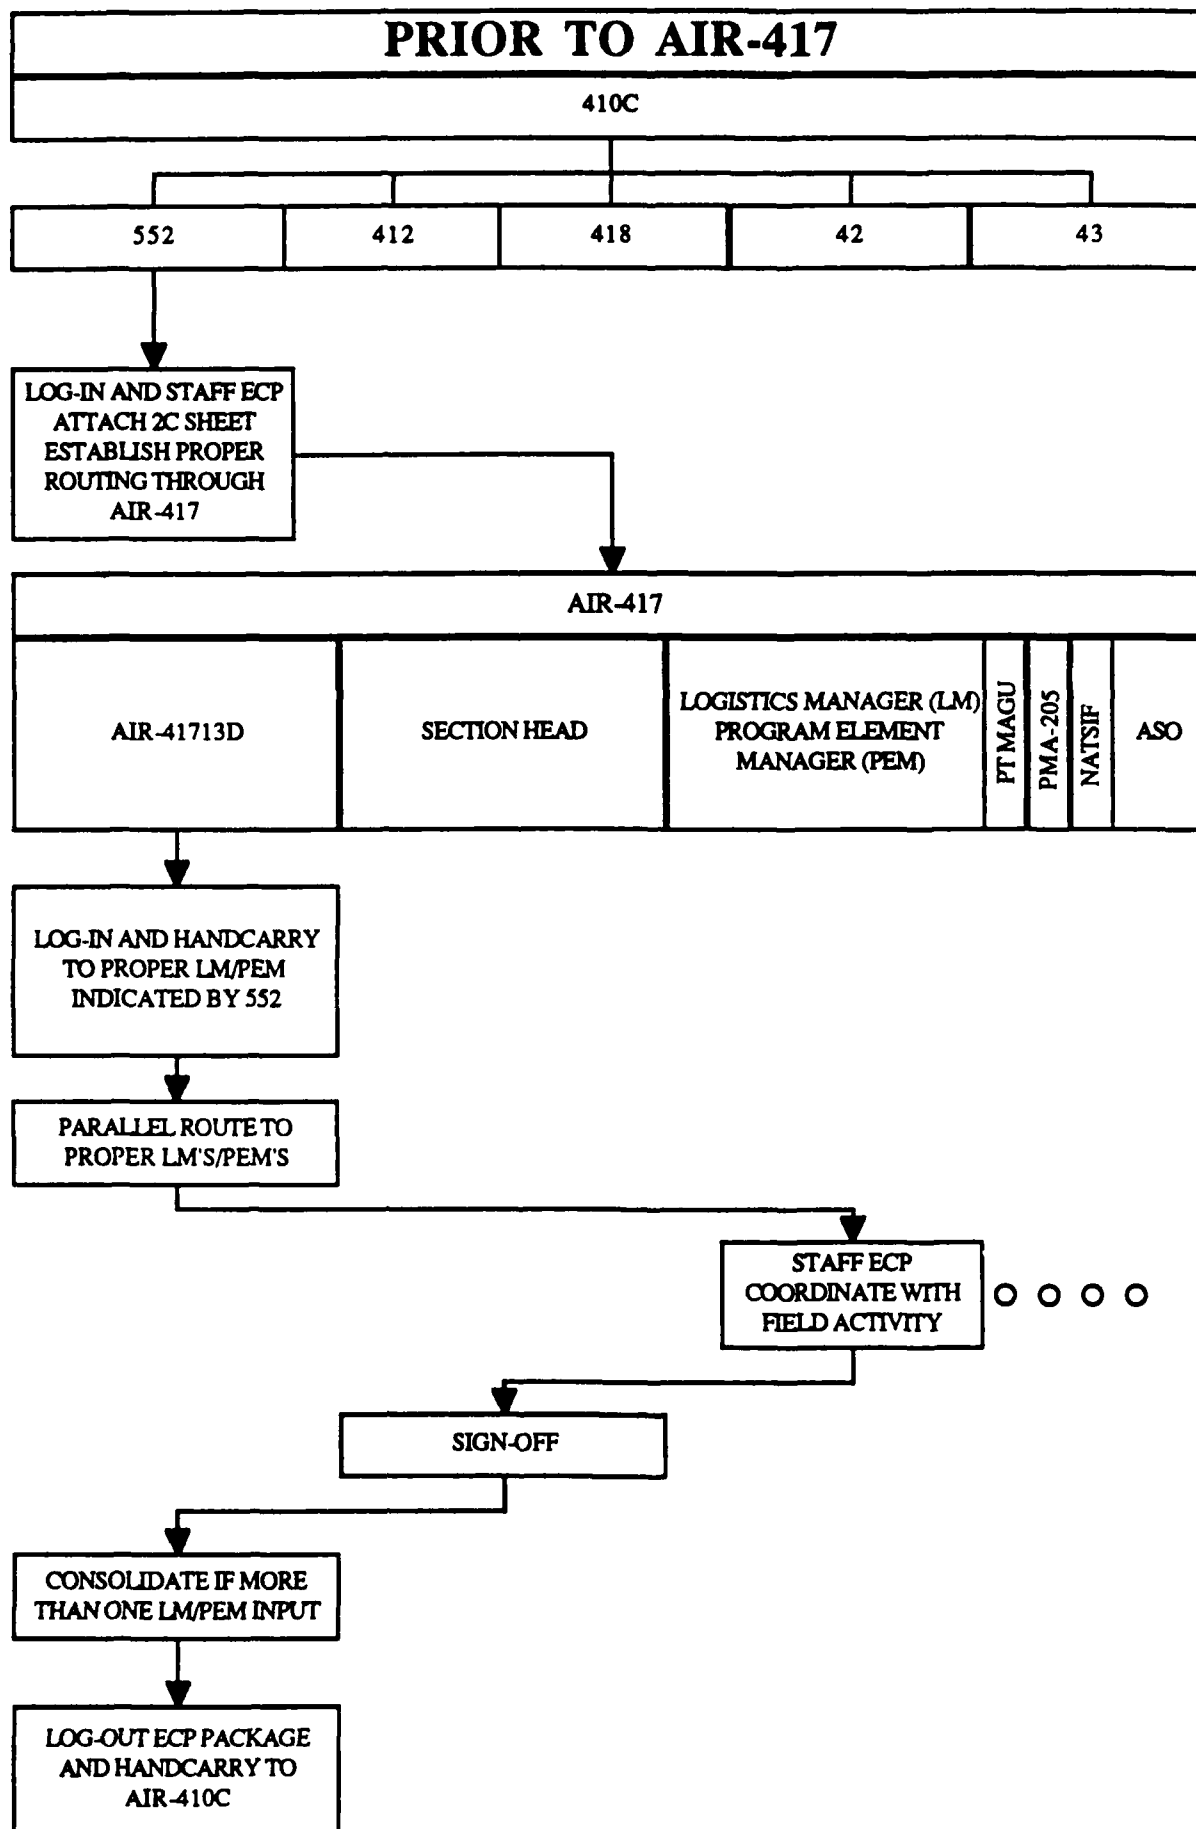 PRIOR TO AIR-417
410C
552
412
418
42
43
LOG-IN AND STAFF ECP
ATTACH 2C SHEET
ESTABLISH PROPER
ROUTING THROUGH
AIR-417
AIR-417
AIR-41713D
SECTION HEAD
LOGISTICS MANAGER (LM)
PROGRAM ELEMENT
MANAGER (PEM)
PT MAGU
PMA-205
NATSIF
ASO
LOG-IN AND HANDCARRY
TO PROPER LM/PEM
INDICATED BY 552
PARALLEL ROUTE TO
PROPER LM'S/PEM'S
STAFF ECP
COORDINATE WITH
FIELD ACTIVITY
SIGN-OFF
CONSOLIDATE IF MORE
THAN ONE LM/PEM INPUT
LOG-OUT ECP PACKAGE
AND HANDCARRY TO
AIR-410C